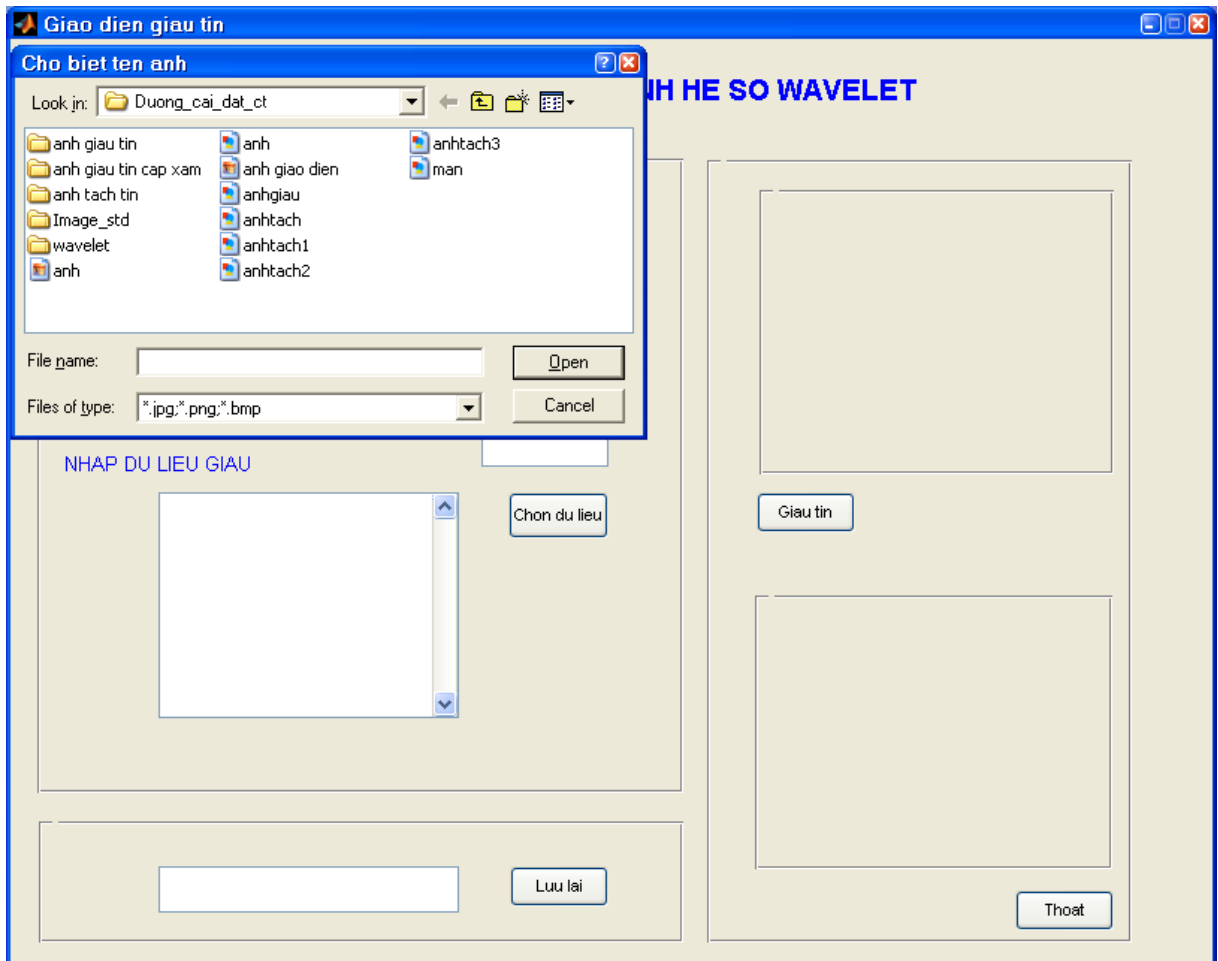 Giao dien giau tin
Cho biet ten anh
NH HE SO WAVELET
Look in: Duong_cai_dat_ct
anh giau tin
anh giau tin cap xam
anh tach tin
Image_std
wavelet
anh
anh
anh giao dien
anhgiau
anhtach
anhtach1
anhtach2
anhtach3
man
File name:
Open
Files of type: *.jpg;*.png;*.bmp
Cancel
NHAP DU LIEU GIAU
Chon du lieu
Giau tin
Luu lai
Thoat